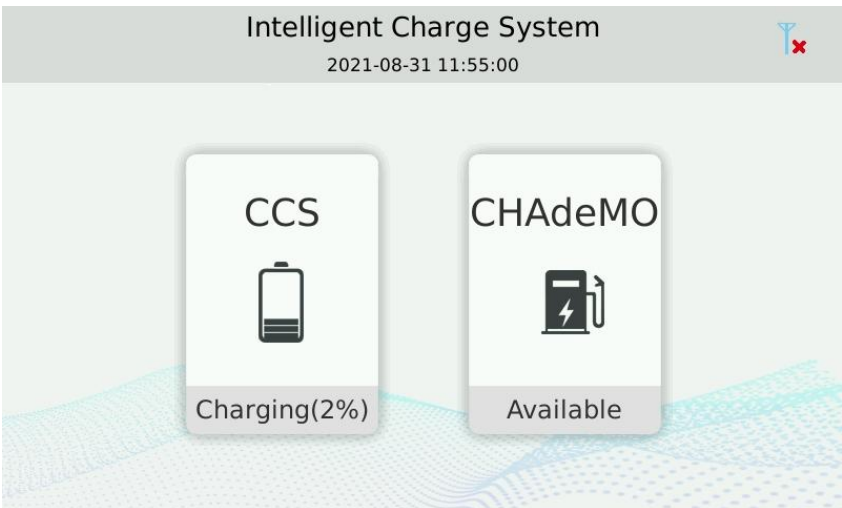 Intelligent Charge System
2021-08-31 11:55:00
CCS
CHAdeMO
Charging(2%)
Available